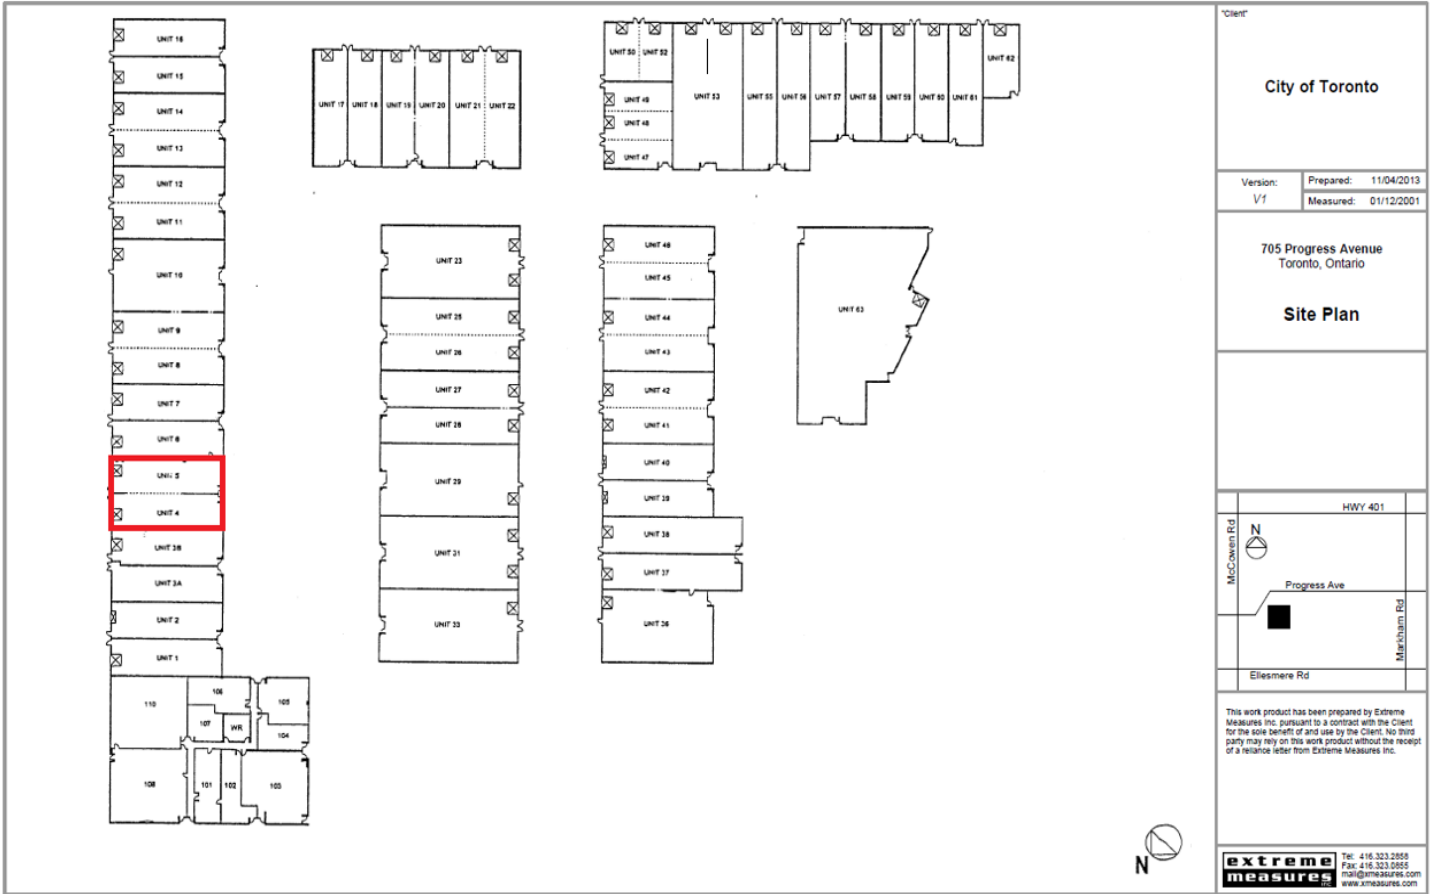 UNIT 16
UNIT 15
UNIT 14
UNIT 13
UNIT 12
UNIT 11
UNIT 10
UNIT 9
UNIT 8
UNIT 7
UNIT 6
UNIT 5
UNIT 4
UNIT 3B
UNIT 3A
UNIT 2
UNIT 1
110
106
105
107
WR
104
108
101
102
103
UNIT 17
UNIT 18
UNIT 19
UNIT 20
UNIT 21
UNIT 22
UNIT 23
UNIT 25
UNIT 26
UNIT 27
UNIT 28
UNIT 29
UNIT 31
UNIT 33
UNIT 50
UNIT 52
UNIT 49
UNIT 48
UNIT 47
UNIT 53
UNIT 55
UNIT 56
UNIT 57
UNIT 58
UNIT 59
UNIT 60
UNIT 61
UNIT 62
UNIT 46
UNIT 45
UNIT 44
UNIT 43
UNIT 42
UNIT 41
UNIT 40
UNIT 39
UNIT 38
UNIT 37
UNIT 36
UNIT 63
N
"Client"
City of Toronto
Version:
V1
Prepared: 11/04/2013
Measured: 01/12/2001
705 Progress Avenue
Toronto, Ontario
Site Plan
HWY 401
McCowen Rd
N
Progress Ave
Markham Rd
Ellesmere Rd
This work product has been prepared by Extreme
Measures Inc. pursuant to a contract with the Client
for the sole benefit of and use by the Client. No third
party may rely on this work product without the receipt
of a reliance letter from Extreme Measures Inc.
extreme
measures
INC
Tel: 416.323.2858
Fax: 416.323.0855
mail@xmeasures.com
www.xmeasures.com